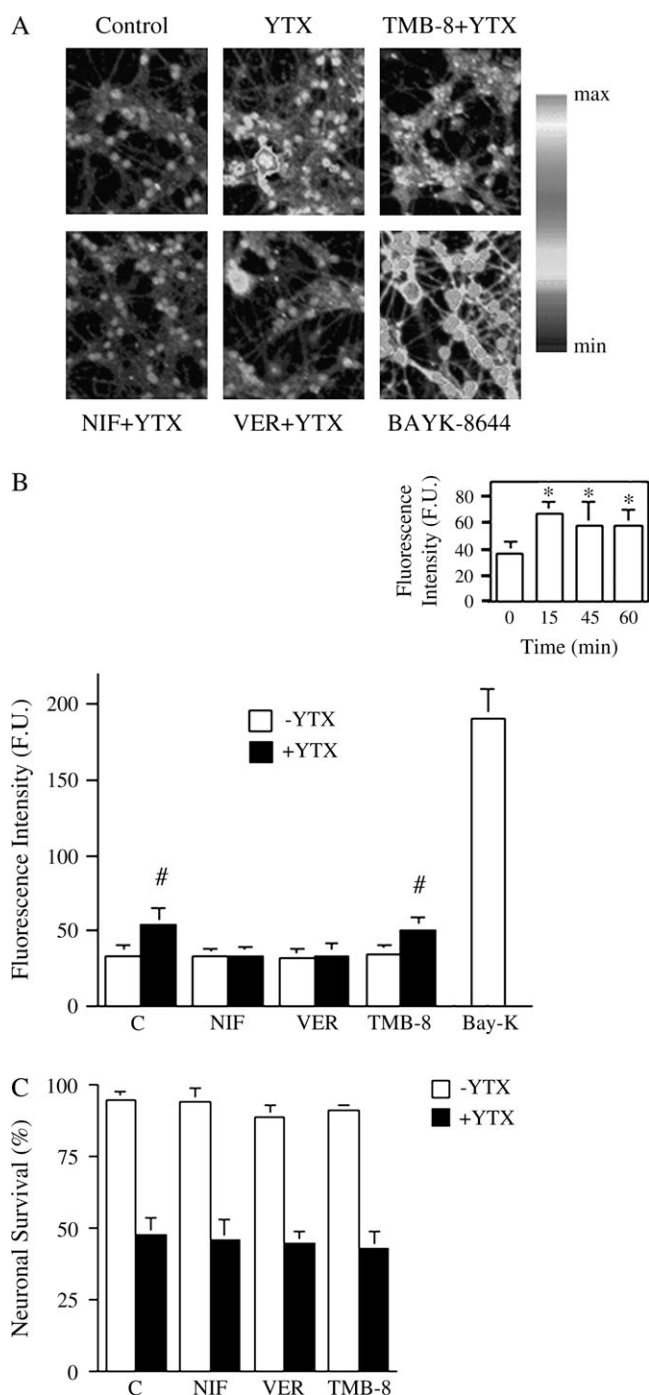 A
Control YTX TMB-8+YTX
max
min
NIF+YTX VER+YTX BAYK-8644
B
Fluorescence
Intensity (F.U.)
80
60
40
20
0
* * *
0 15 45 60
Time (min)
Fluorescence Intensity (F.U.)
200
150
100
50
0
-YTX
+YTX
# #
C NIF VER TMB-8 Bay-K
C
Neuronal Survival (%)
100
75
50
25
0
-YTX
+YTX
C NIF VER TMB-8